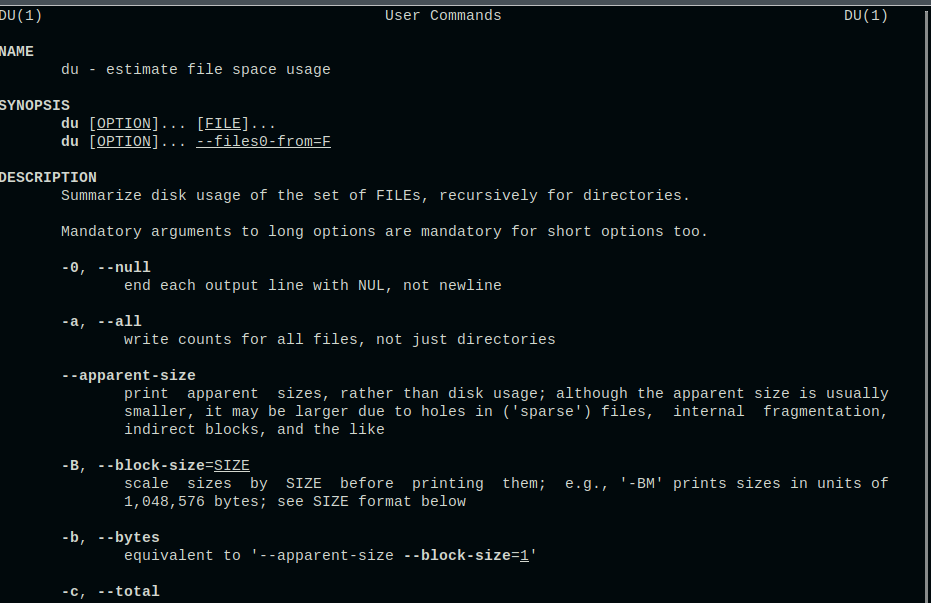 DU(1) User Commands DU(1)
NAME
du - estimate file space usage
SYNOPSIS
du [OPTION]... [FILE]...
du [OPTION]... --files0-from=F
DESCRIPTION
Summarize disk usage of the set of FILEs, recursively for directories.
Mandatory arguments to long options are mandatory for short options too.
-0, --null
end each output line with NUL, not newline
-a, --all
write counts for all files, not just directories
--apparent-size
print apparent sizes, rather than disk usage; although the apparent size is usually
smaller, it may be larger due to holes in ('sparse') files, internal fragmentation,
indirect blocks, and the like
-B, --block-size=SIZE
scale sizes by SIZE before printing them; e.g., '-BM' prints sizes in units of
1,048,576 bytes; see SIZE format below
-b, --bytes
equivalent to '--apparent-size --block-size=1'
-c, --total